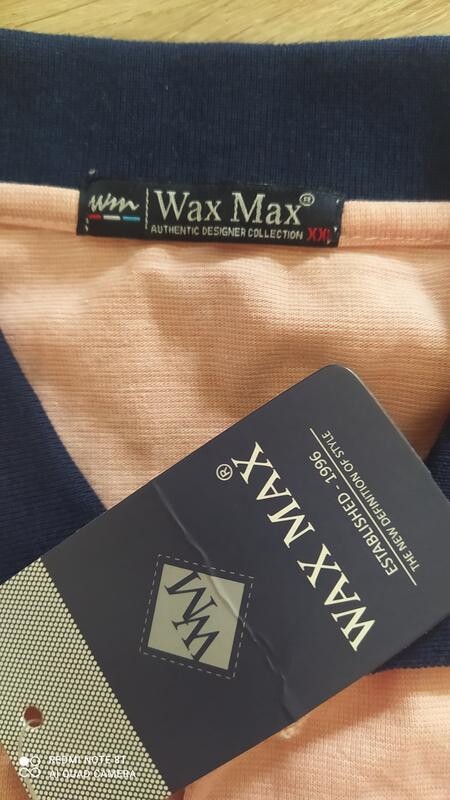 wm Wax Max®
AUTHENTIC DESIGNER COLLECTION XXL
WAX MAX®
ESTABLISHED 1996
THE NEW DEFINITION OF STYLE
WM
REDMI NOTE 8T
AI QUAD CAMERA